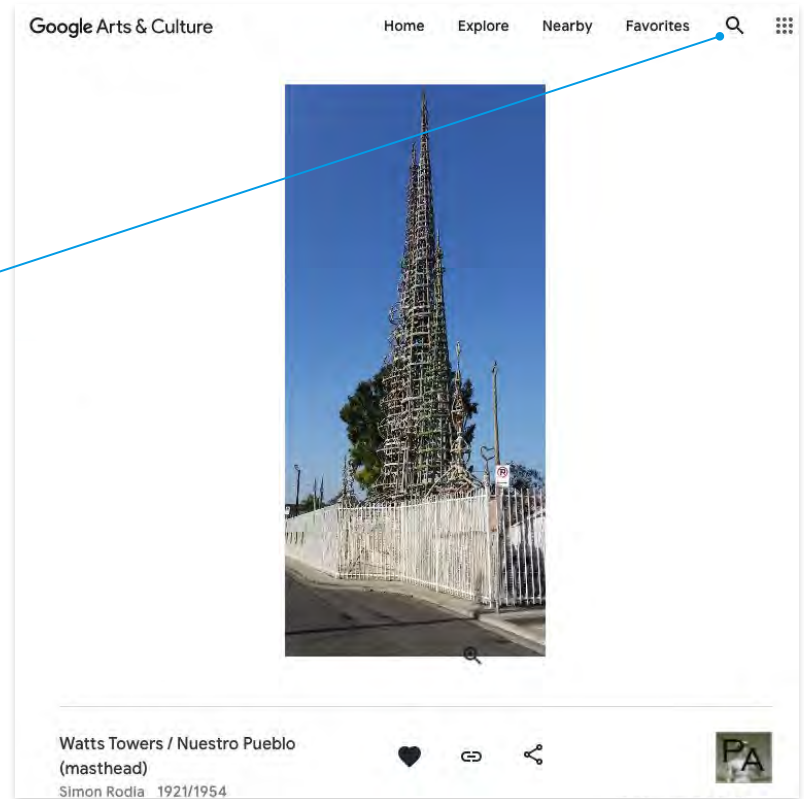 Google Arts & Culture Home Explore Nearby Favorites
Watts Towers / Nuestro Pueblo
(masthead)
Simon Rodia 1921/1954
PA